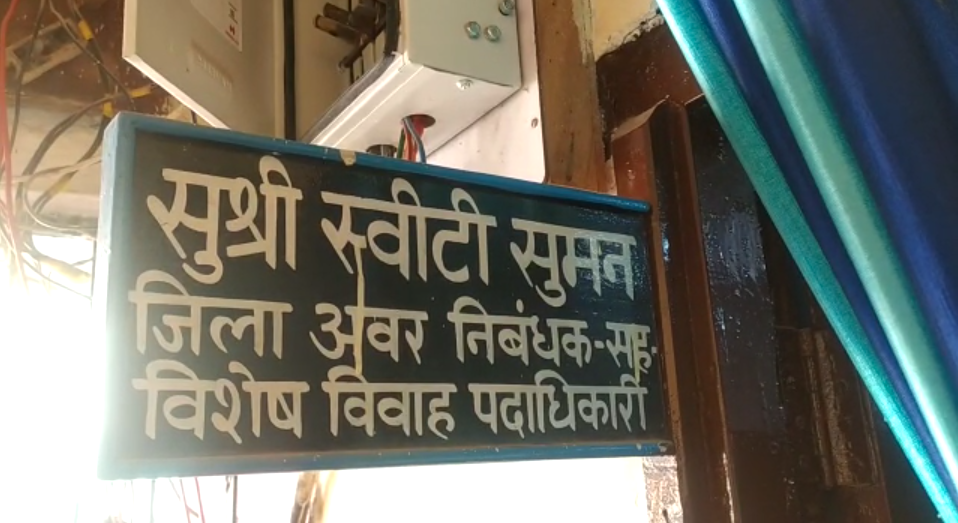 सुश्री स्वीटी सुमन
जिला अवर निबंधक-सह-
विशेष विवाह पदाधिकारी